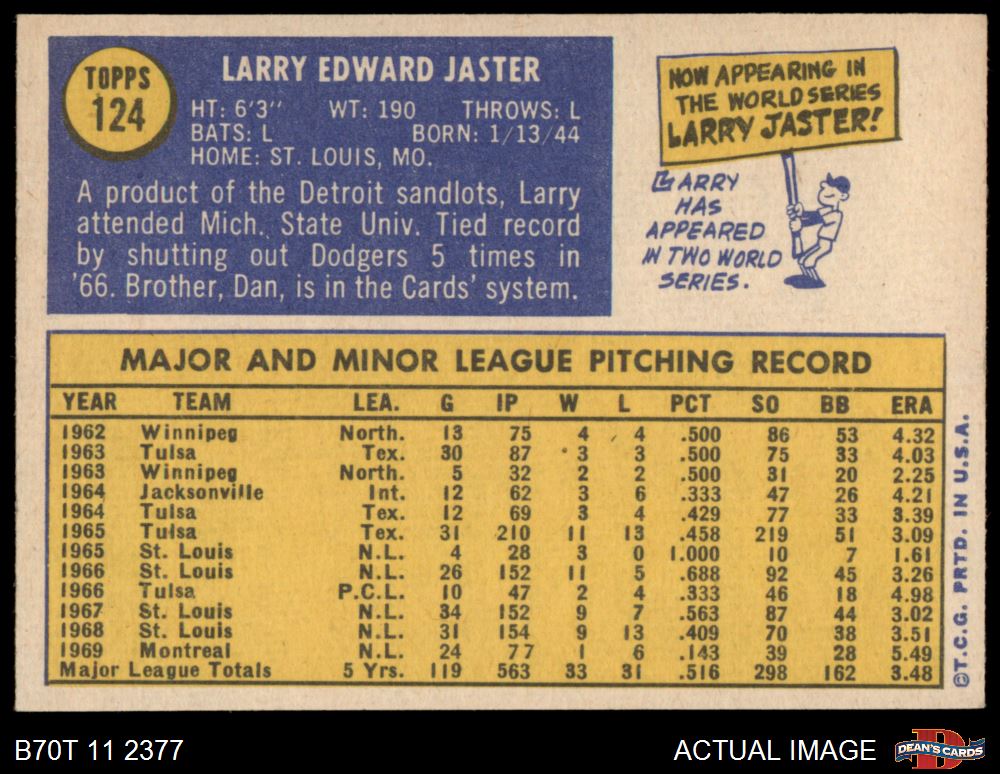 TOPPS
124
LARRY EDWARD JASTER
HT: 6'3" WT: 190 THROWS: L
BATS: L BORN: 1/13/44
HOME: ST. LOUIS, MO.
A product of the Detroit sandlots, Larry
attended Mich. State Univ. Tied record
by shutting out Dodgers 5 times in
'66. Brother, Dan, is in the Cards' system.
NOW APPEARING IN
THE WORLD SERIES
LARRY JASTER!
LARRY
HAS
APPEARED
IN TWO WORLD
SERIES.
MAJOR AND MINOR LEAGUE PITCHING RECORD
YEAR TEAM LEA. G IP W L PCT SO BB ERA
1962 Winnipeg North. 13 75 4 4 .500 86 53 4.32
1963 Tulsa Tex. 30 87 3 3 .500 75 33 4.03
1963 Winnipeg North. 5 32 2 2 .500 31 20 2.25
1964 Jacksonville Int. 12 62 3 6 .333 47 26 4.21
1964 Tulsa Tex. 12 69 3 4 .429 77 33 3.39
1965 Tulsa Tex. 31 210 11 13 .458 219 51 3.09
1965 St. Louis N.L. 4 28 3 0 1.000 10 7 1.61
1966 St. Louis N.L. 26 152 11 5 .688 92 45 3.26
1966 Tulsa P.C.L. 10 47 2 4 .333 46 18 4.98
1967 St. Louis N.L. 34 152 9 7 .563 87 44 3.02
1968 St. Louis N.L. 31 154 9 13 .409 70 38 3.51
1969 Montreal N.L. 24 77 1 6 .143 39 28 5.49
Major League Totals 5 Yrs. 119 563 33 31 .516 298 162 3.48
©T.C.G. PRTD. IN U.S.A.
B70T 11 2377
ACTUAL IMAGE
DEAN'S CARDS